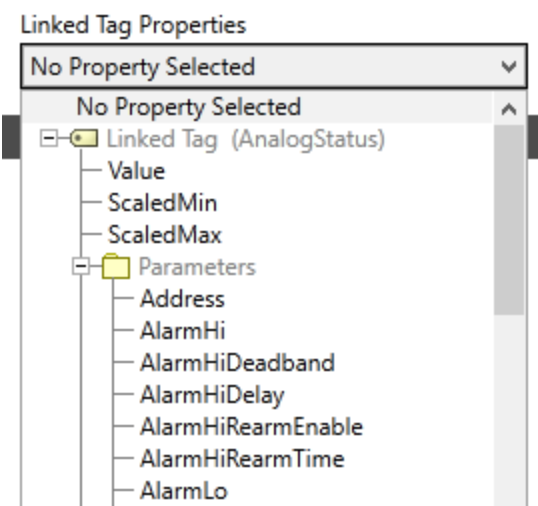 Linked Tag Properties
No Property Selected
No Property Selected
Linked Tag (AnalogStatus)
Value
ScaledMin
ScaledMax
Parameters
Address
AlarmHi
AlarmHiDeadband
AlarmHiDelay
AlarmHiRearmEnable
AlarmHiRearmTime
AlarmLo